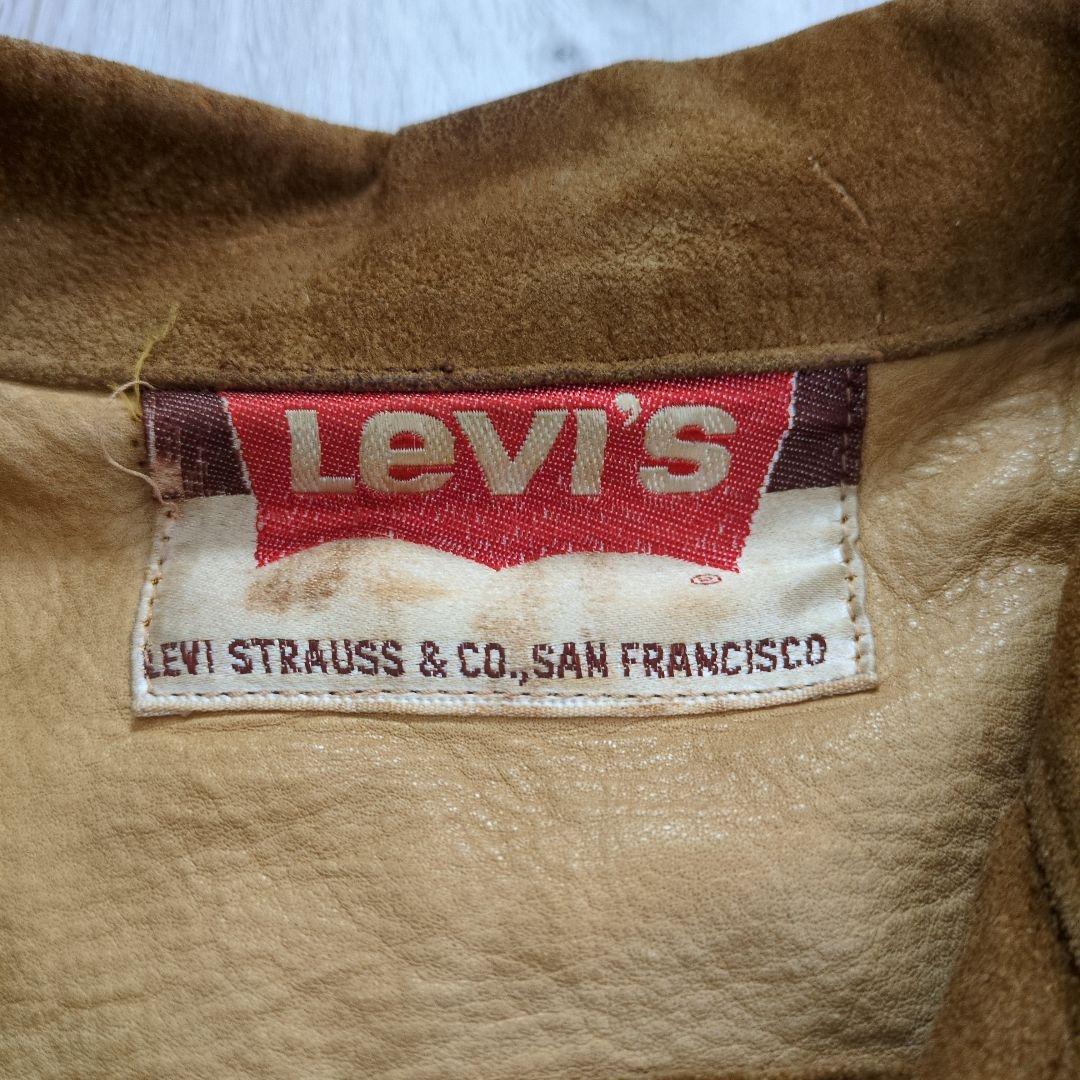 Levi's
®
LEVI STRAUSS & CO., SAN FRANCISCO